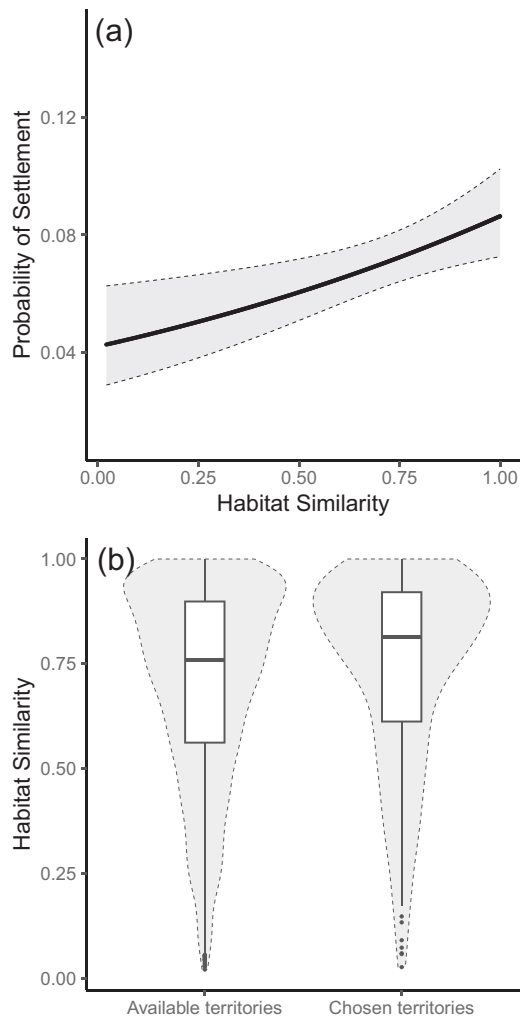 (a)
Probability of Settlement
0.12
0.08
0.04
0.00 0.25 0.50 0.75 1.00
Habitat Similarity
(b)
Habitat Similarity
1.00
0.75
0.50
0.25
0.00
Available territories Chosen territories